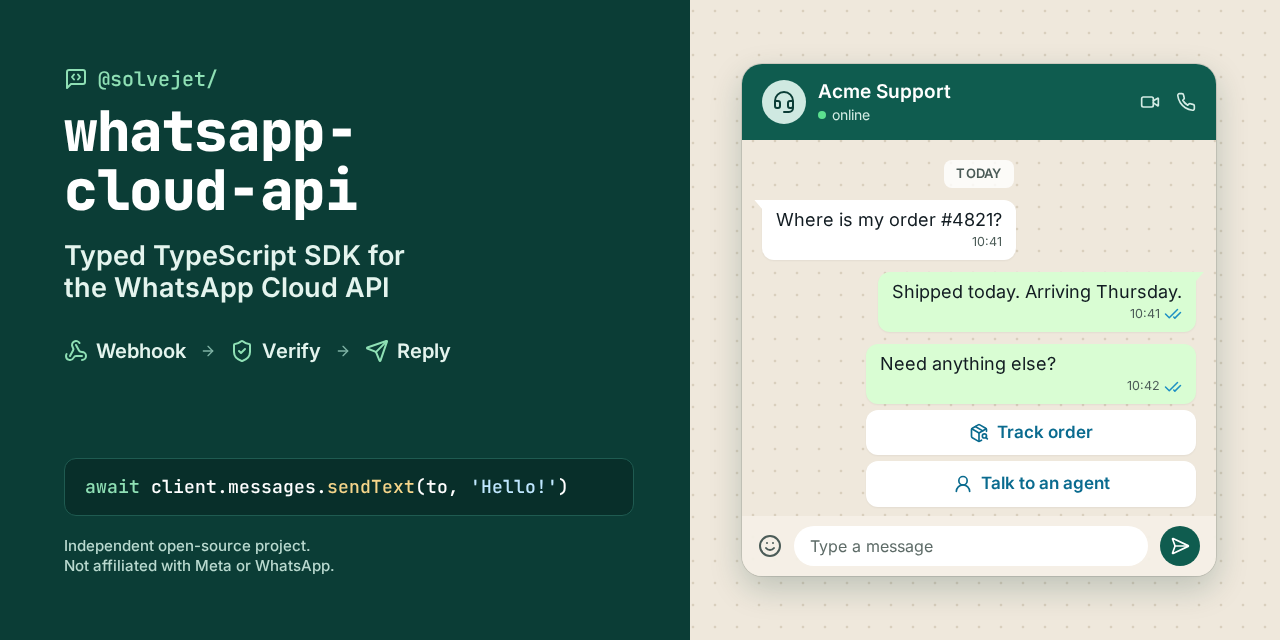 @solvejet/
whatsapp-
cloud-api
Typed TypeScript SDK for
the WhatsApp Cloud API
Webhook → Verify → Reply
await client.messages.sendText(to, 'Hello!')
Independent open-source project.
Not affiliated with Meta or WhatsApp.
Acme Support
online
TODAY
Where is my order #4821?
10:41
Shipped today. Arriving Thursday.
10:41
Need anything else?
10:42
Track order
Talk to an agent
Type a message